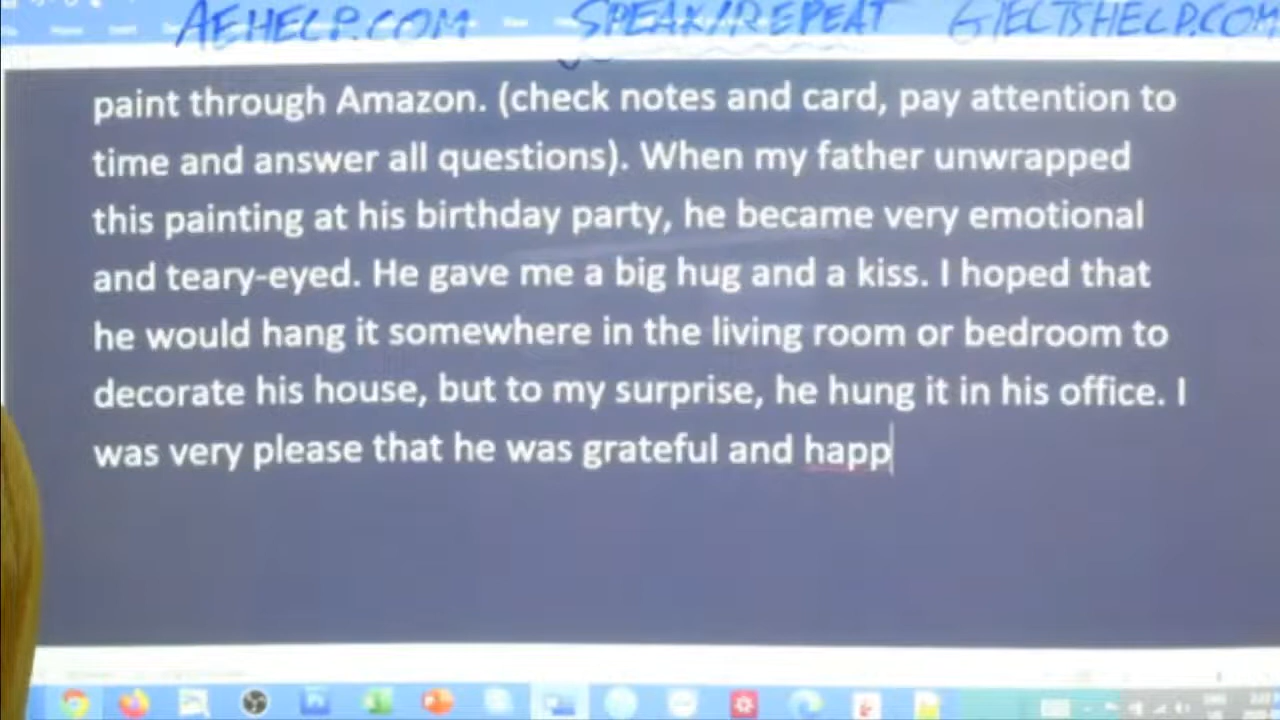 AEHELP.COM SPEAK/REPEAT GIELTSHELP.COM
paint through Amazon. (check notes and card, pay attention to
time and answer all questions). When my father unwrapped
this painting at his birthday party, he became very emotional
and teary-eyed. He gave me a big hug and a kiss. I hoped that
he would hang it somewhere in the living room or bedroom to
decorate his house, but to my surprise, he hung it in his office. I
was very please that he was grateful and happ